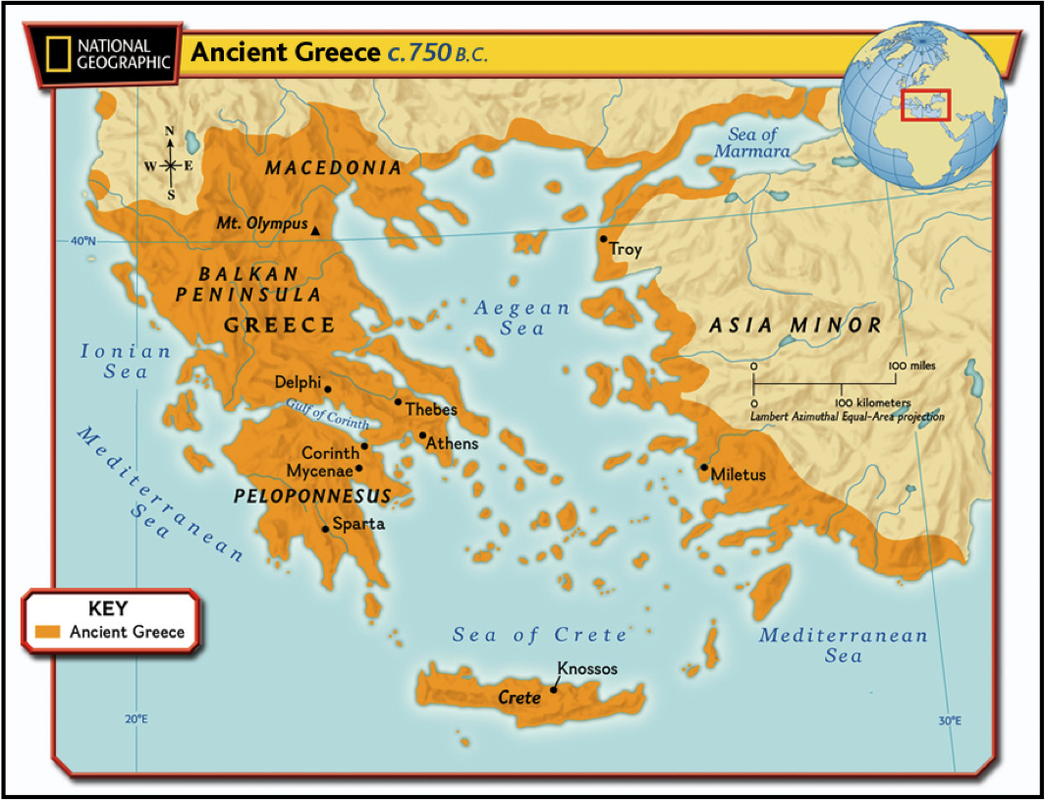 NATIONAL
GEOGRAPHIC
Ancient Greece c.750 B.C.
Sea of
Marmara
N
W E
S
MACEDONIA
Mt. Olympus
40°N
Troy
BALKAN
PENINSULA
GREECE
Aegean
Sea
ASIA MINOR
Ionian
Sea
0 100 miles
0 100 kilometers
Lambert Azimuthal Equal-Area projection
Delphi
Thebes
Gulf of Corinth
Athens
Corinth
Mycenae
Miletus
PELOPONNESUS
Sparta
Mediterranean
Sea
KEY
Ancient Greece
Sea of Crete
Mediterranean
Sea
Knossos
Crete
20°E
30°E